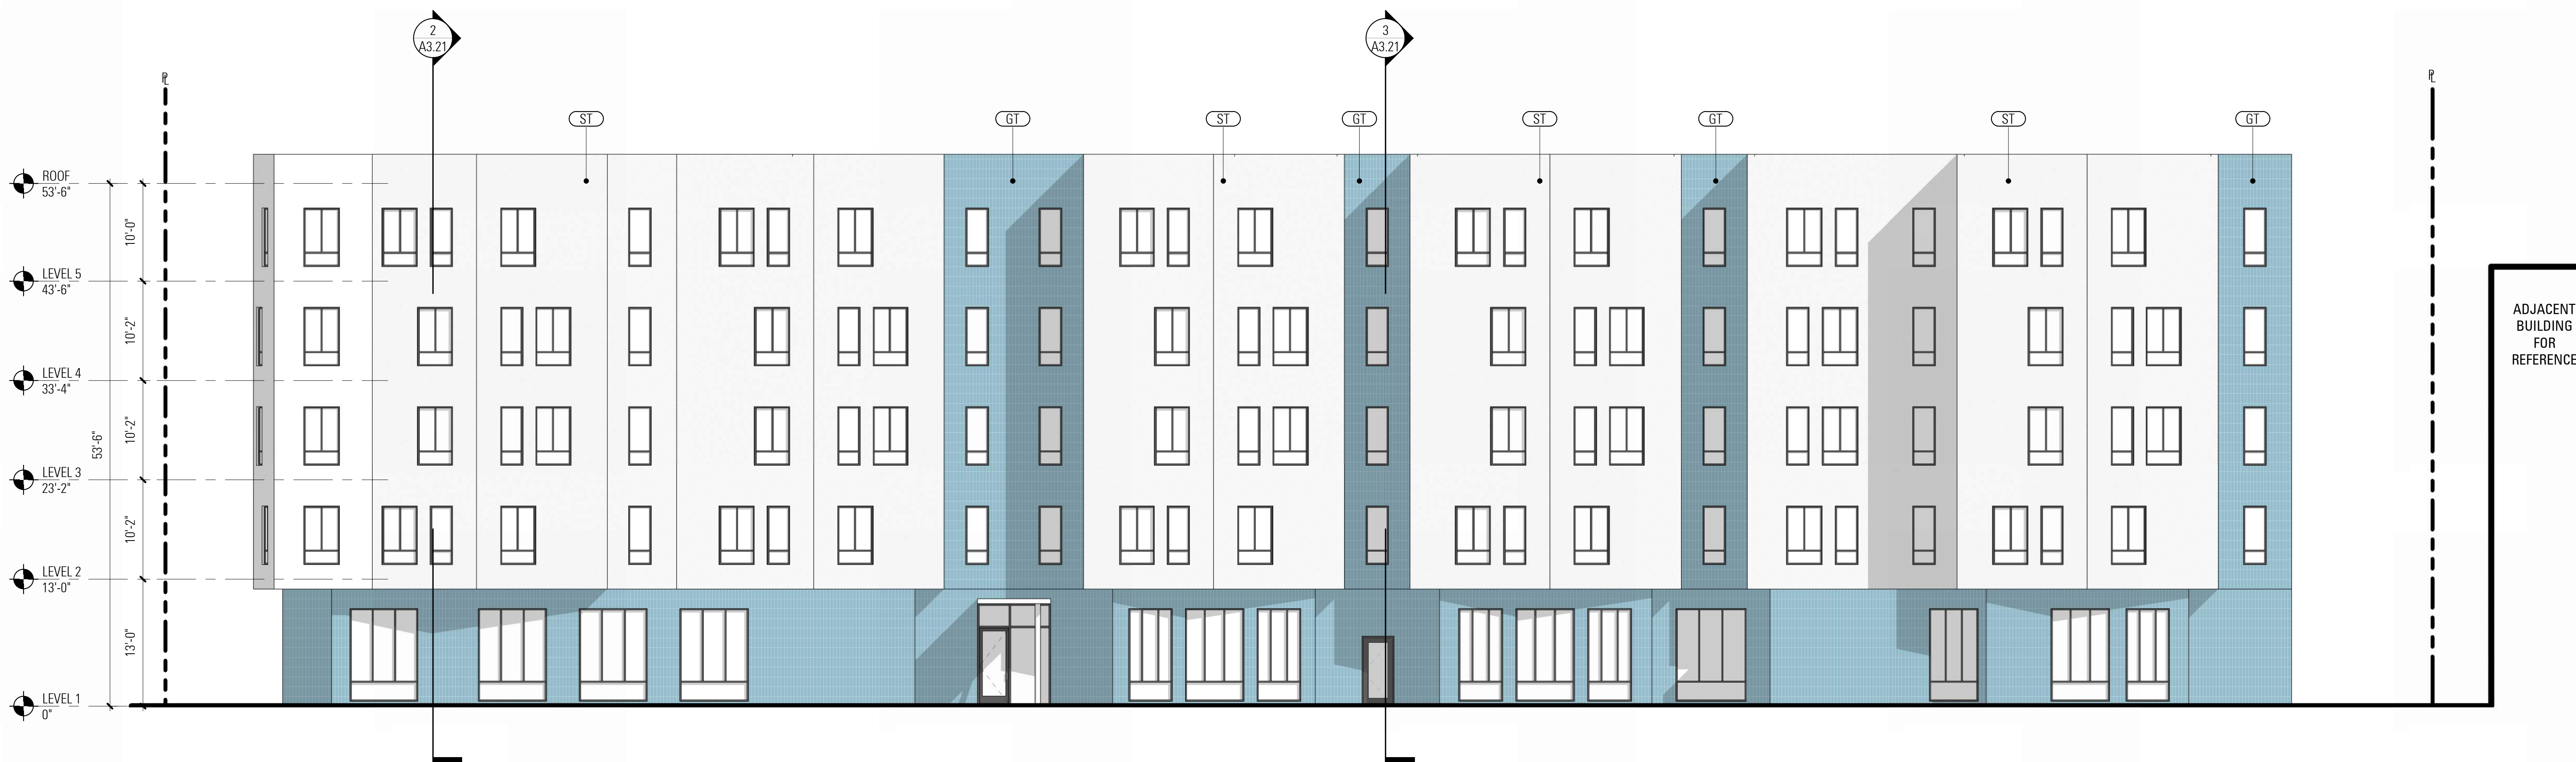 2
A3.21
3
A3.21
PL
PL
ST
GT
ST
GT
ST
GT
ST
GT
ROOF
53'-6"
10'-0"
LEVEL 5
43'-6"
10'-2"
LEVEL 4
33'-4"
10'-2"
53'-6"
LEVEL 3
23'-2"
10'-2"
LEVEL 2
13'-0"
13'-0"
LEVEL 1
0"
ADJACENT
BUILDING
FOR
REFERENCE